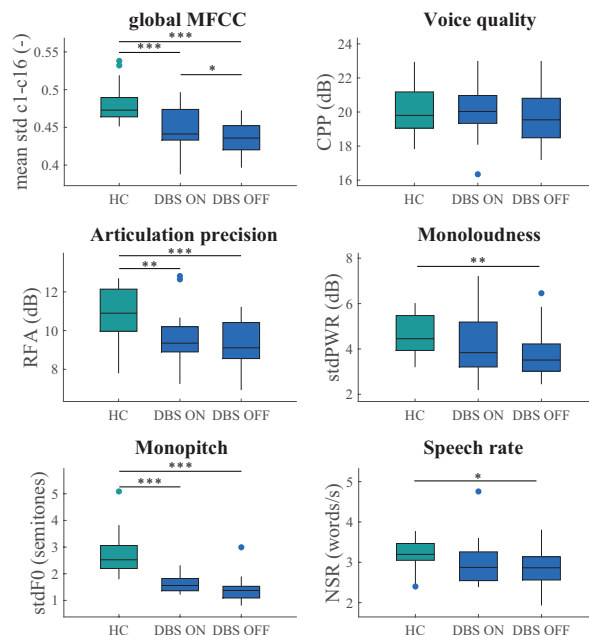 global MFCC
***
***
*
mean std c1-c16 (-)
0.55
0.5
0.45
0.4
HC
DBS ON
DBS OFF
Voice quality
CPP (dB)
24
22
20
18
16
HC
DBS ON
DBS OFF
Articulation precision
***
**
RFA (dB)
12
10
8
HC
DBS ON
DBS OFF
Monoloudness
**
stdPWR (dB)
8
6
4
2
HC
DBS ON
DBS OFF
Monopitch
***
***
stdF0 (semitones)
5
4
3
2
1
HC
DBS ON
DBS OFF
Speech rate
*
NSR (words/s)
5
4
3
2
HC
DBS ON
DBS OFF